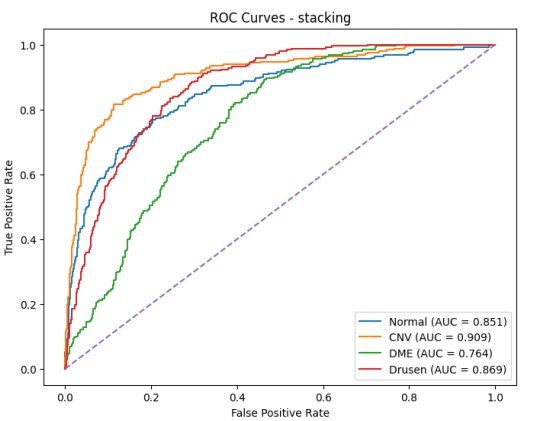 ROC Curves - stacking
True Positive Rate
1.0
0.8
0.6
0.4
0.2
0.0
Normal (AUC = 0.851)
CNV (AUC = 0.909)
DME (AUC = 0.764)
Drusen (AUC = 0.869)
0.0 0.2 0.4 0.6 0.8 1.0
False Positive Rate